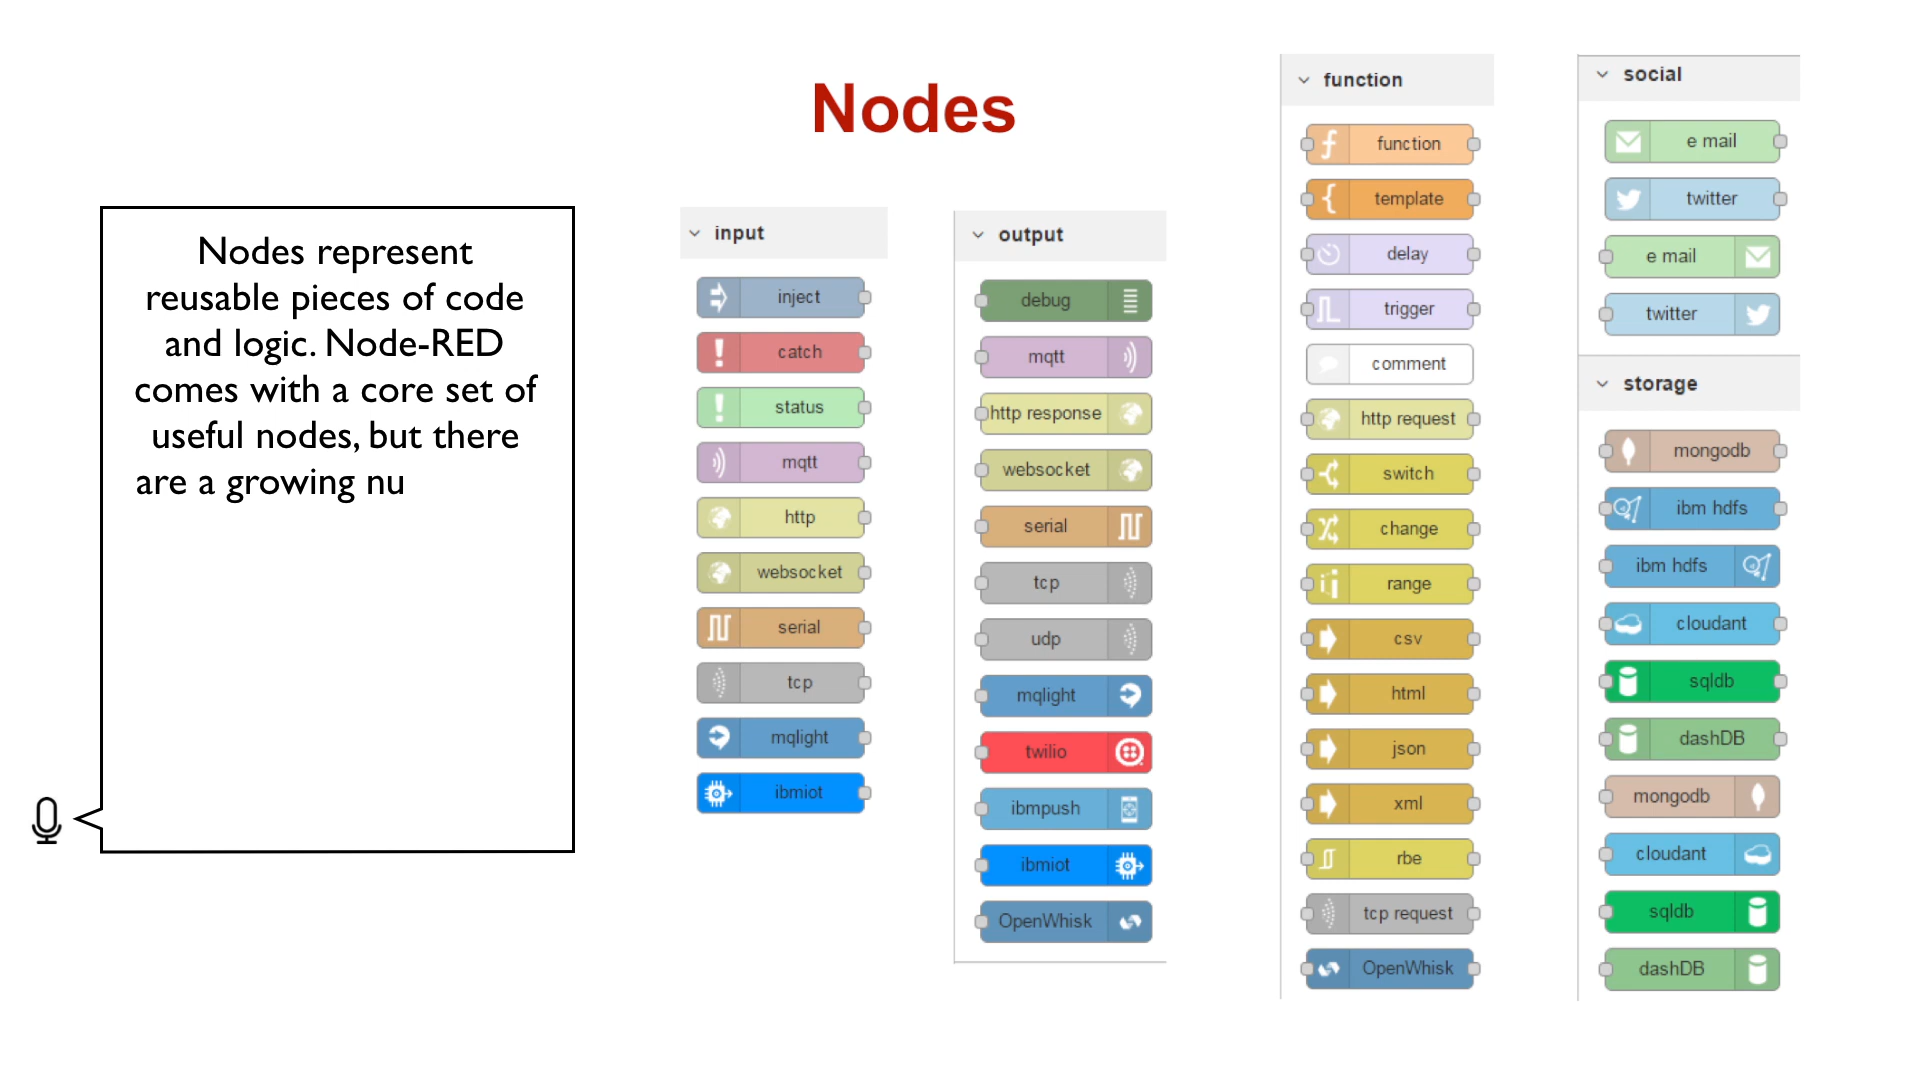 Nodes
Nodes represent
reusable pieces of code
and logic. Node-RED
comes with a core set of
useful nodes, but there
are a growing nu
input
inject
catch
status
mqtt
http
websocket
serial
tcp
mqlight
ibmiot
output
debug
mqtt
http response
websocket
serial
tcp
udp
mqlight
twilio
ibmpush
ibmiot
OpenWhisk
function
function
template
delay
trigger
comment
http request
switch
change
range
csv
html
json
xml
rbe
tcp request
OpenWhisk
social
e mail
twitter
e mail
twitter
storage
mongodb
ibm hdfs
ibm hdfs
cloudant
sqldb
dashDB
mongodb
cloudant
sqldb
dashDB